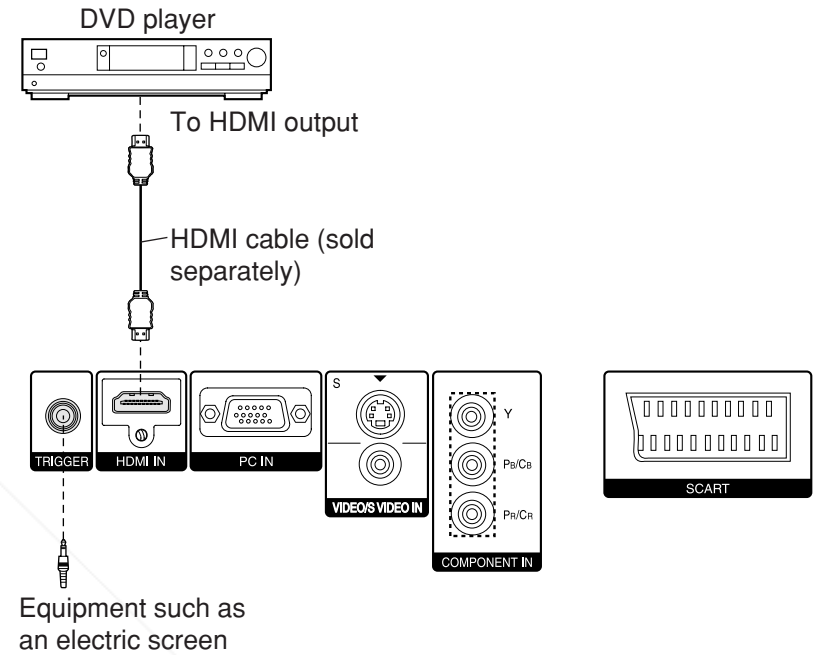 DVD player
To HDMI output
HDMI cable (sold
separately)
TRIGGER
HDMI IN
PC IN
S
VIDEO/S VIDEO IN
Y
PB/CB
PR/CR
COMPONENT IN
SCART
Equipment such as
an electric screen